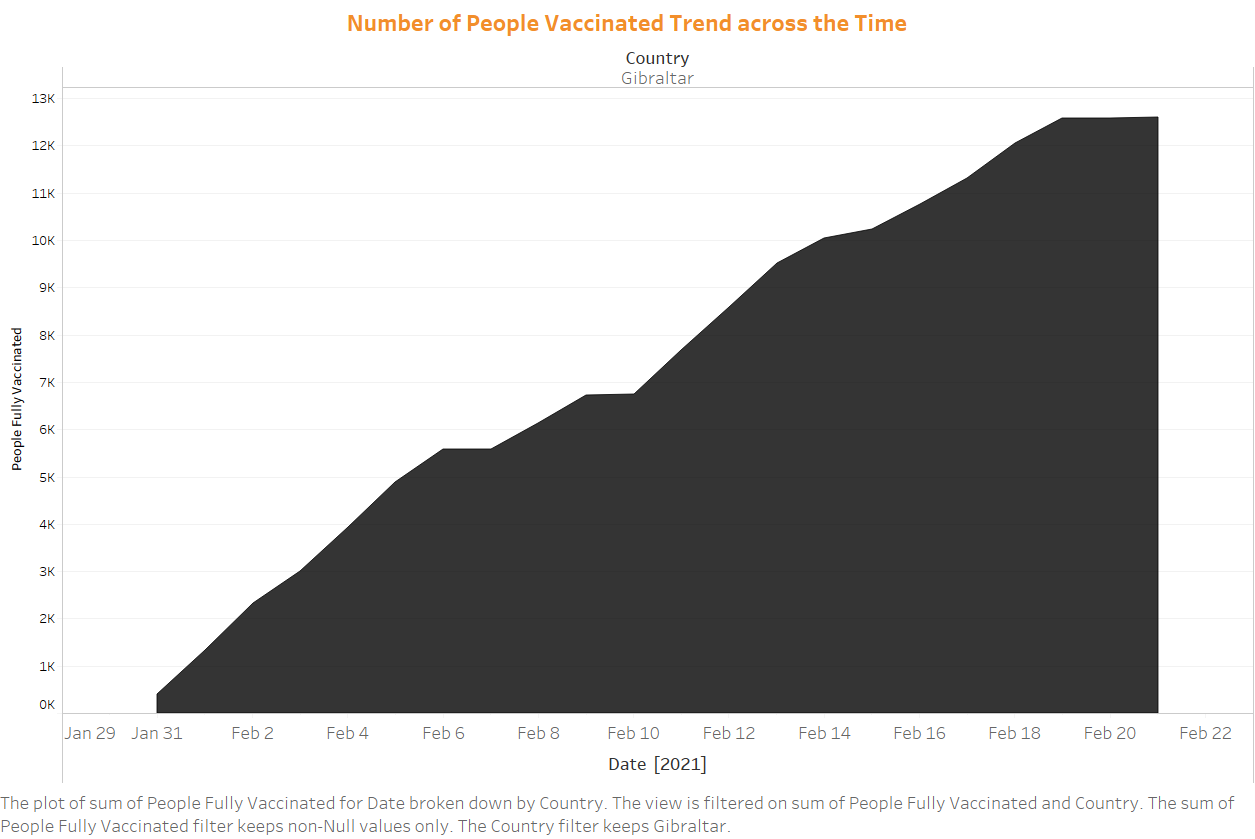 Number of People Vaccinated Trend across the Time
Country
Gibraltar
13K
12K
11K
10K
9K
8K
7K
6K
5K
4K
3K
2K
1K
0K
People Fully Vaccinated
Jan 29 Jan 31 Feb 2 Feb 4 Feb 6 Feb 8 Feb 10 Feb 12 Feb 14 Feb 16 Feb 18 Feb 20 Feb 22
Date [2021]
The plot of sum of People Fully Vaccinated for Date broken down by Country. The view is filtered on sum of People Fully Vaccinated and Country. The sum of
People Fully Vaccinated filter keeps non-Null values only. The Country filter keeps Gibraltar.